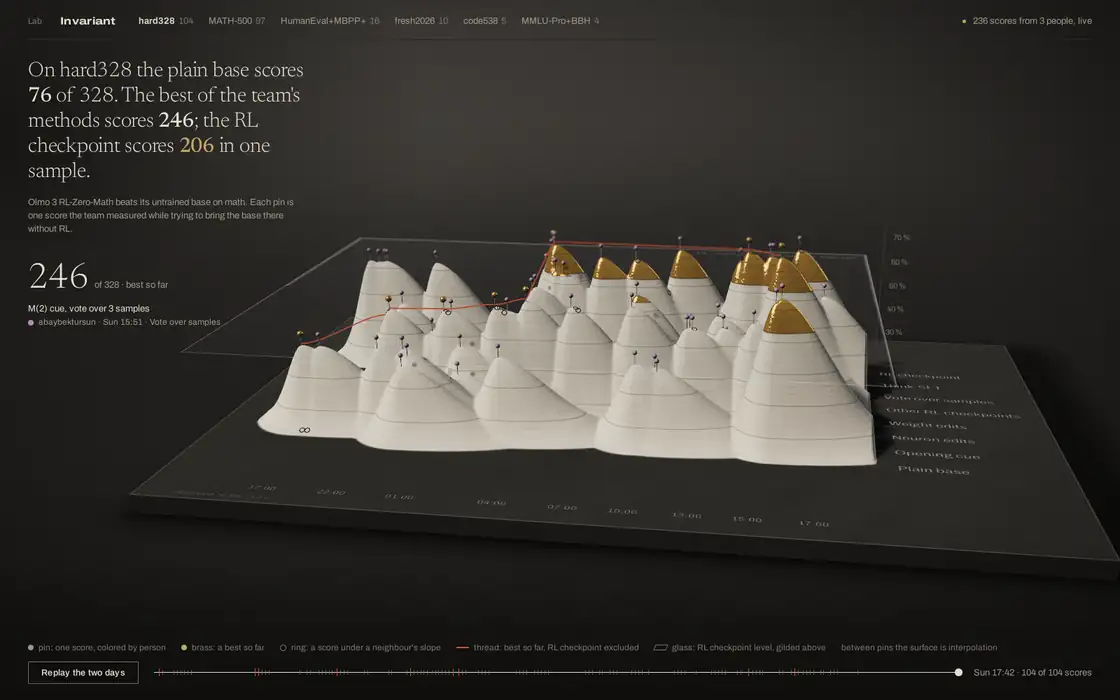 Lab Invariant hard328 104 MATH-500 97 HumanEval+MBPP+ 16 fresh2026 10 code538 5 MMLU-Pro+BBH 4
236 scores from 3 people, live
On hard328 the plain base scores
76 of 328. The best of the team's
methods scores 246; the RL
checkpoint scores 206 in one
sample.
Olmo 3 RL-Zero-Math beats its untrained base on math. Each pin is
one score the team measured while trying to bring the base there
without RL.
246 of 328 · best so far
M(2) cue, vote over 3 samples
abaybektursun · Sun 15:51 · Vote over samples
70 %
60 %
50 %
40 %
30 %
RL checkpoint
Think SFT
Vote over samples
Other RL checkpoints
Weight edits
Neuron edits
Opening cue
Plain base
17:00 22:00 01:00 04:00 07:00 10:00 13:00 15:00 17:00
pin: one score, colored by person
brass: a best so far
ring: a score under a neighbour's slope
thread: best so far, RL checkpoint excluded
glass: RL checkpoint level, gilded above
between pins the surface is interpolation
Replay the two days
Sun 17:42 · 104 of 104 scores